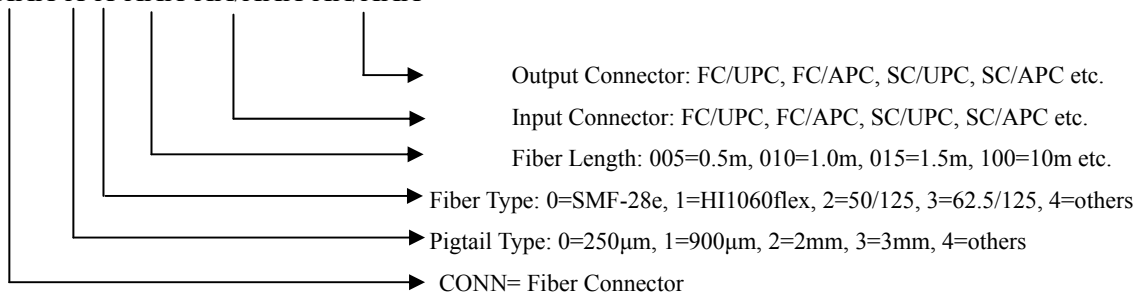 Output Connector: FC/UPC, FC/APC, SC/UPC, SC/APC etc.
Input Connector: FC/UPC, FC/APC, SC/UPC, SC/APC etc.
Fiber Length: 005=0.5m, 010=1.0m, 015=1.5m, 100=10m etc.
Fiber Type: 0=SMF-28e, 1=HI1060flex, 2=50/125, 3=62.5/125, 4=others
Pigtail Type: 0=250μm, 1=900μm, 2=2mm, 3=3mm, 4=others
CONN= Fiber Connector